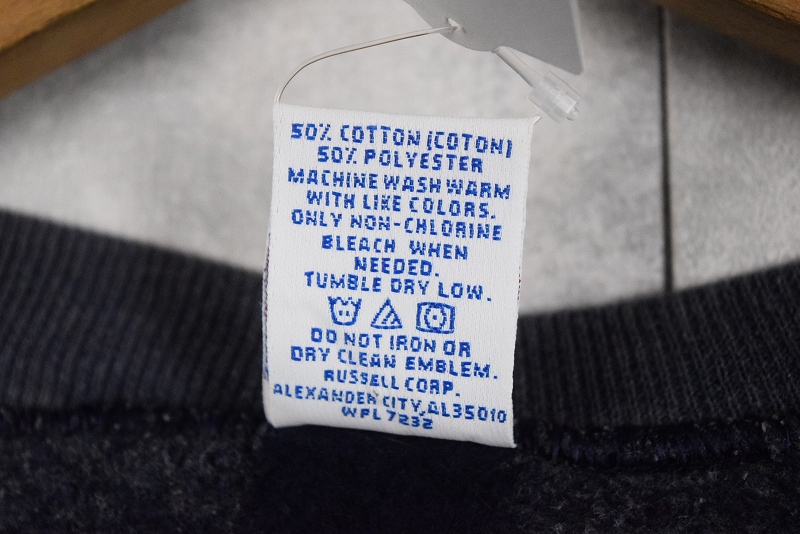 50% COTTON (COTON)
50% POLYESTER
MACHINE WASH WARM
WITH LIKE COLORS.
ONLY NON-CHLORINE
BLEACH WHEN
NEEDED.
TUMBLE DRY LOW.
DO NOT IRON OR
DRY CLEAN EMBLEM.
RUSSELL CORP.
ALEXANDER CITY, AL 35010
WPL 7232